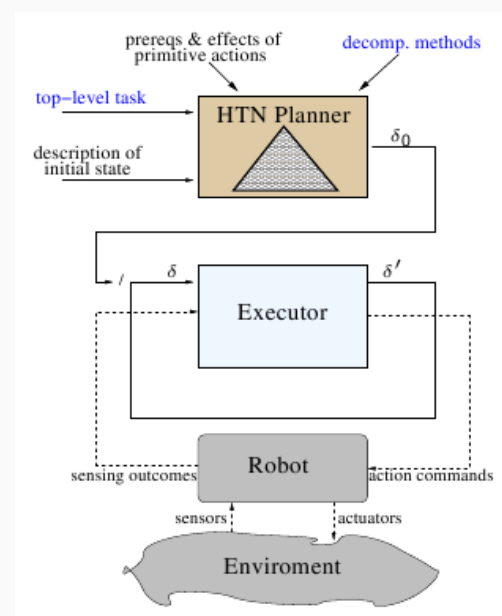 prereqs & effects of
primitive actions
decomp. methods
top-level task
HTN Planner
δ0
description of
initial state
/
δ
δ′
Executor
Robot
sensing outcomes
action commands
sensors
actuators
Enviroment